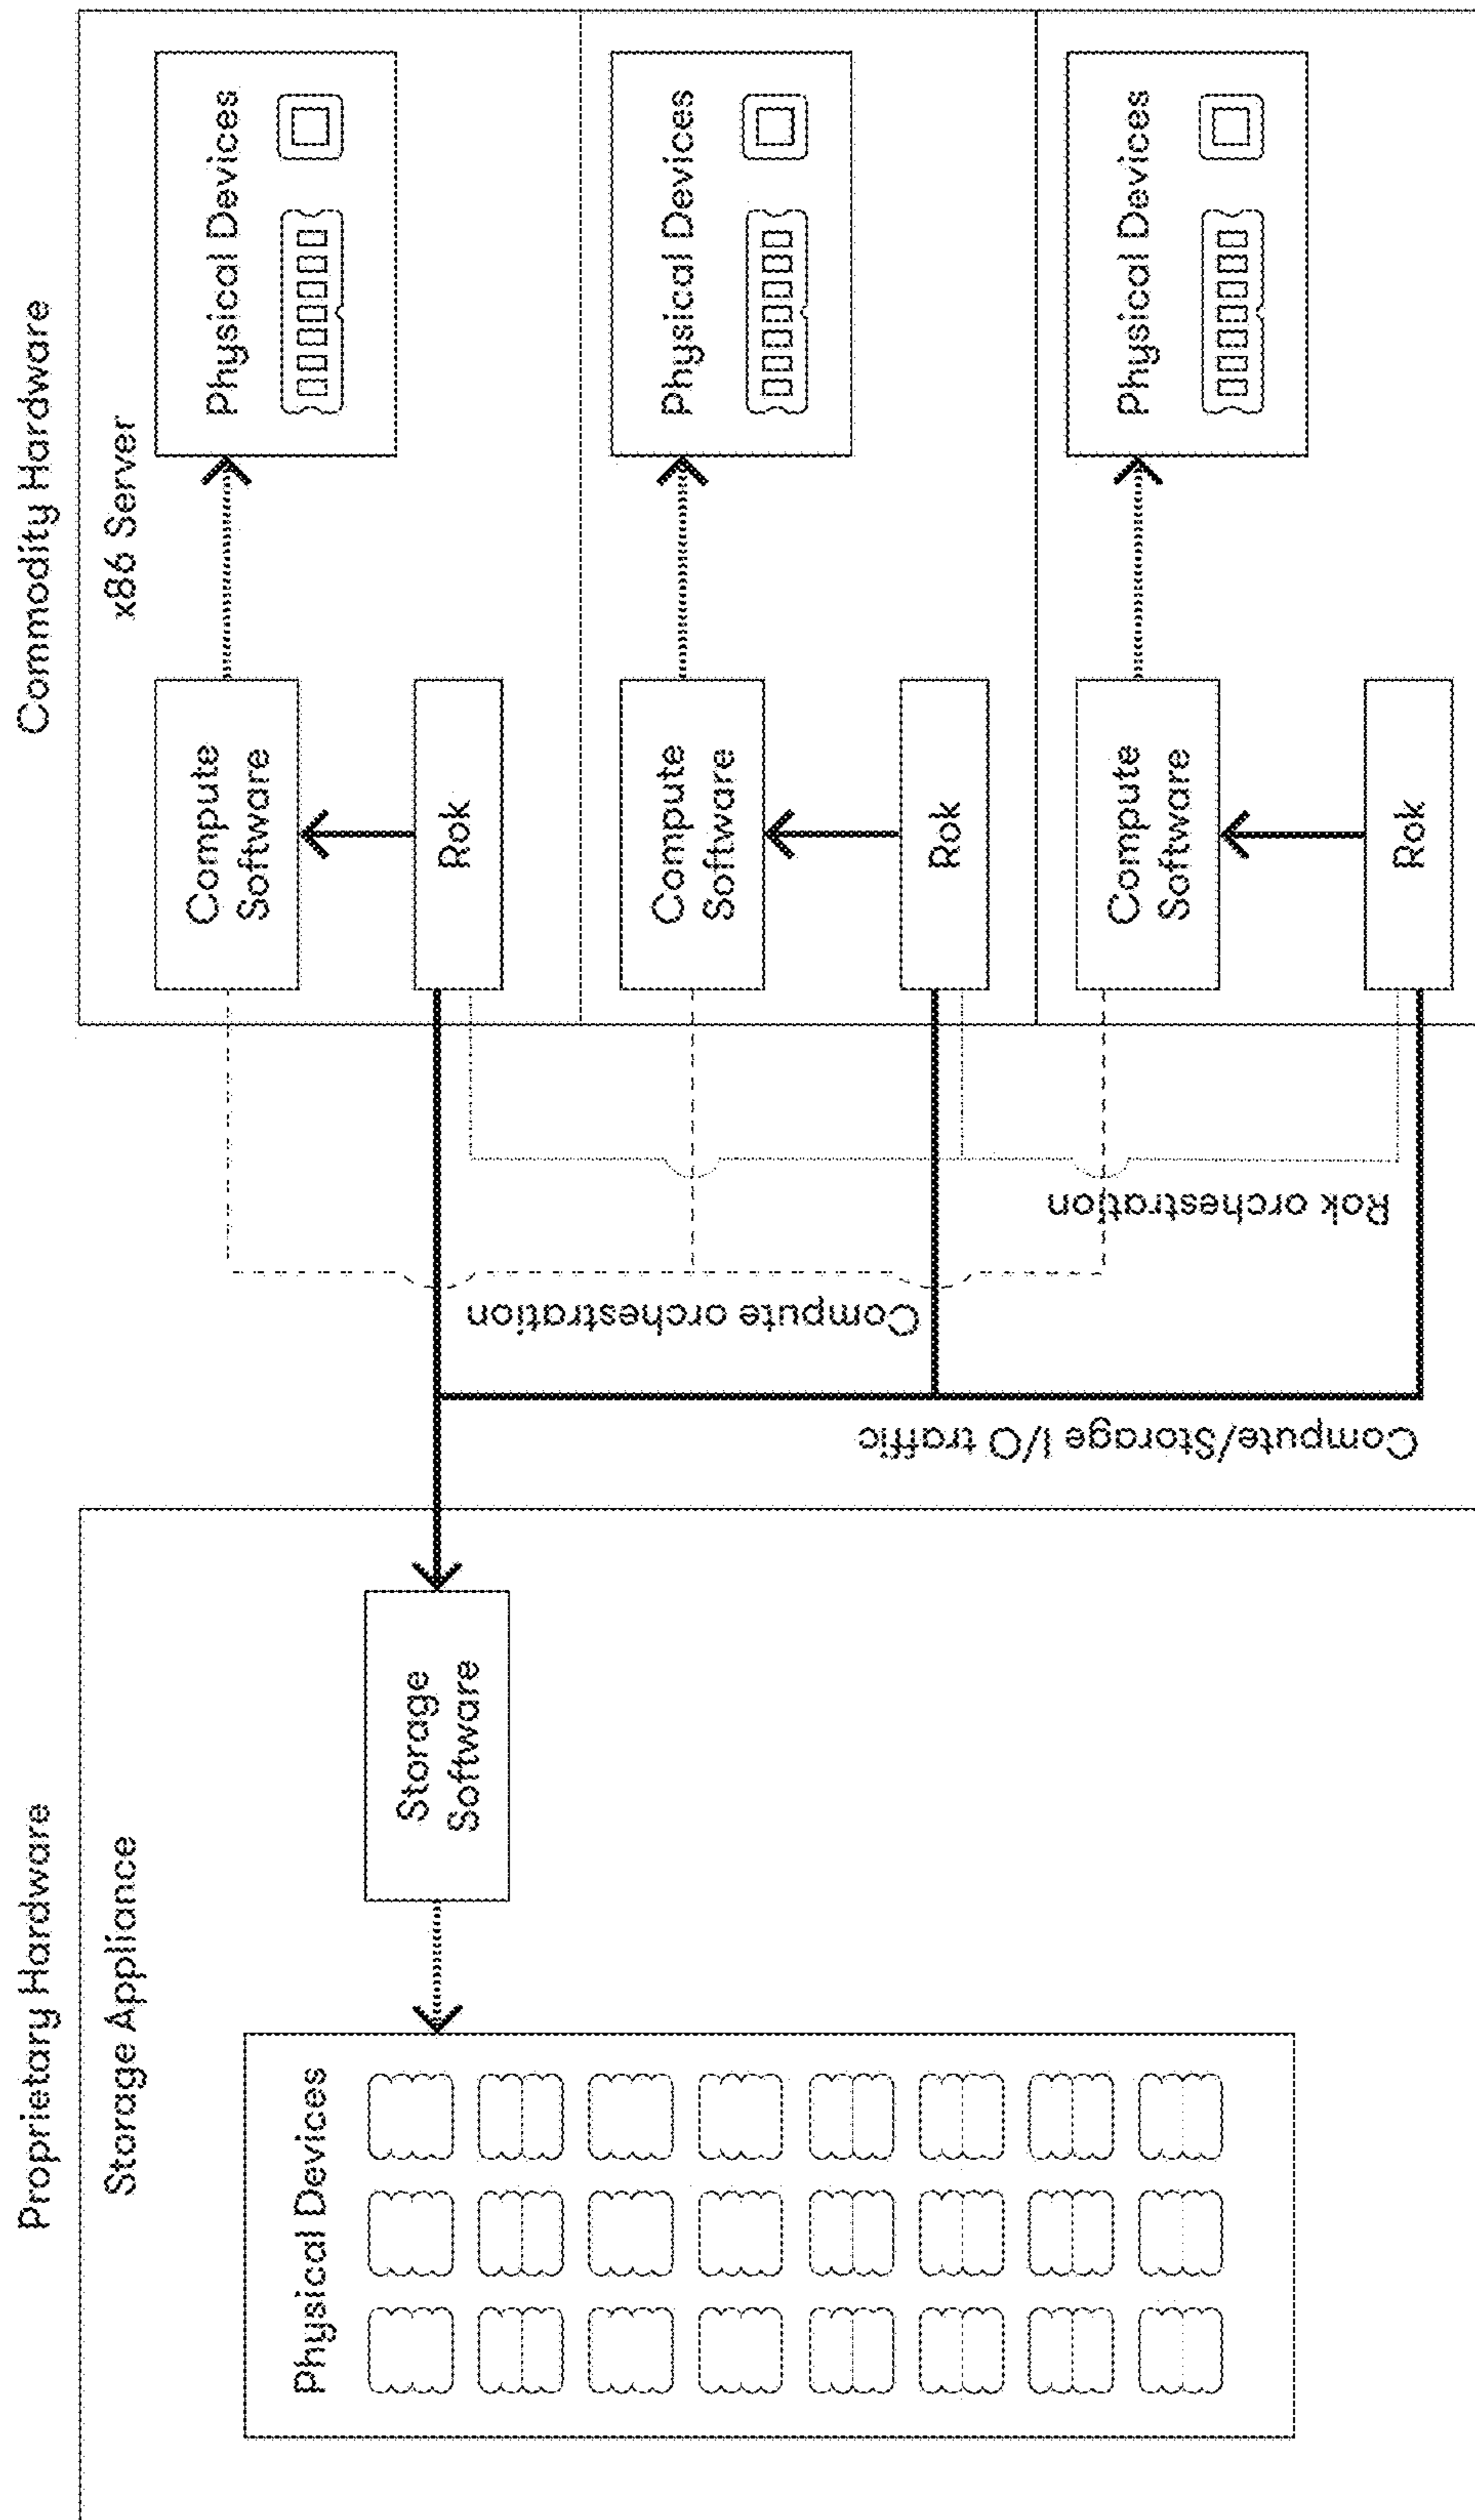 Proprietary Hardware
Storage Appliance
Physical Devices
Storage
Software
Compute/Storage I/O traffic
Compute orchestration
Rok orchestration
Commodity Hardware
x86 Server
Compute
Software
Rok
Physical Devices
Compute
Software
Rok
Physical Devices
Compute
Software
Rok
Physical Devices